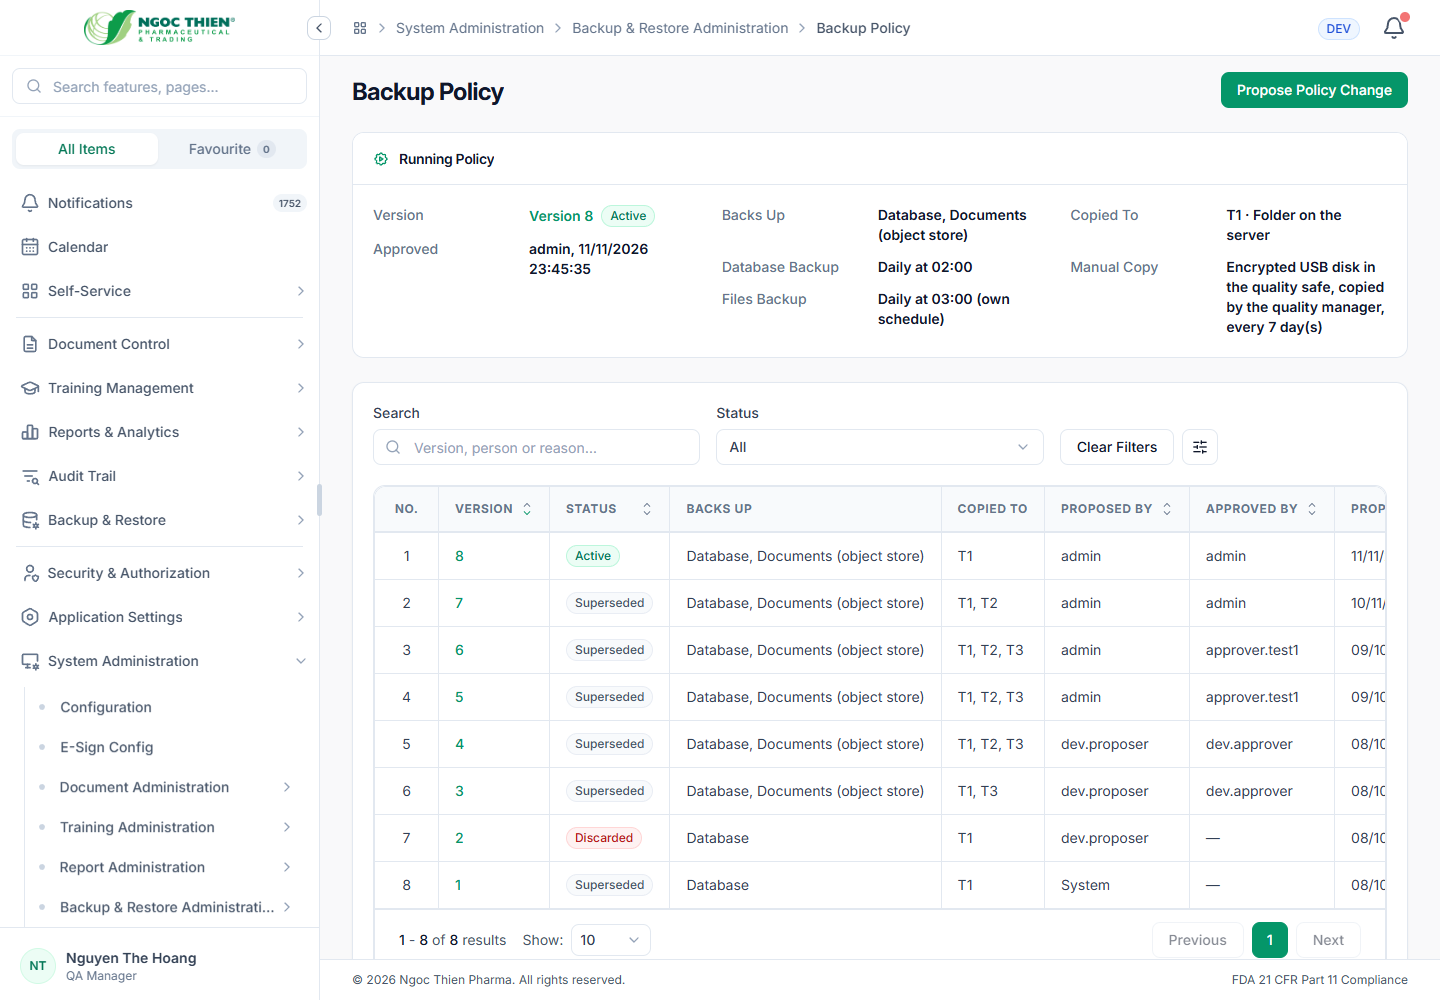 NGOC THIEN®
PHARMACEUTICAL
& TRADING
System Administration
Backup & Restore Administration
Backup Policy
DEV
Search features, pages...
All Items
Favourite 0
Notifications 1752
Calendar
Self-Service
Document Control
Training Management
Reports & Analytics
Audit Trail
Backup & Restore
Security & Authorization
Application Settings
System Administration
Configuration
E-Sign Config
Document Administration
Training Administration
Report Administration
Backup & Restore Administrati...
NT
Nguyen The Hoang
QA Manager
Backup Policy
Propose Policy Change
Running Policy
Version
Version 8 Active
Approved
admin, 11/11/2026
23:45:35
Backs Up
Database, Documents
(object store)
Database Backup
Daily at 02:00
Files Backup
Daily at 03:00 (own
schedule)
Copied To
T1 · Folder on the
server
Manual Copy
Encrypted USB disk in
the quality safe, copied
by the quality manager,
every 7 day(s)
Search
Status
Version, person or reason...
All
Clear Filters
NO. VERSION STATUS BACKS UP COPIED TO PROPOSED BY APPROVED BY PROP
1 8 Active Database, Documents (object store) T1 admin admin 11/11/
2 7 Superseded Database, Documents (object store) T1, T2 admin admin 10/11/
3 6 Superseded Database, Documents (object store) T1, T2, T3 admin approver.test1 09/10
4 5 Superseded Database, Documents (object store) T1, T2, T3 admin approver.test1 09/10
5 4 Superseded Database, Documents (object store) T1, T2, T3 dev.proposer dev.approver 08/10
6 3 Superseded Database, Documents (object store) T1, T3 dev.proposer dev.approver 08/10
7 2 Discarded Database T1 dev.proposer — 08/10
8 1 Superseded Database T1 System — 08/10
1 - 8 of 8 results Show: 10
Previous 1 Next
© 2026 Ngoc Thien Pharma. All rights reserved.
FDA 21 CFR Part 11 Compliance